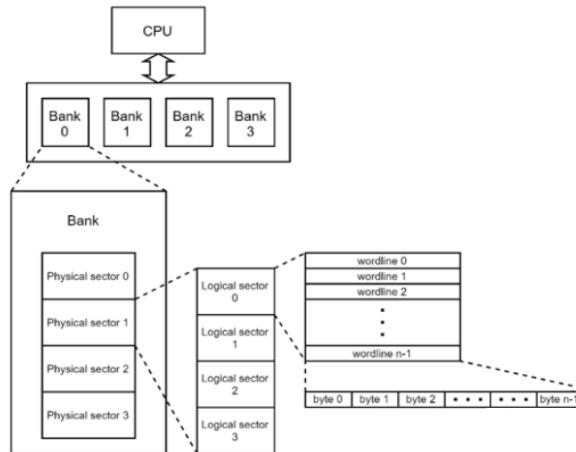 CPU
Bank
0
Bank
1
Bank
2
Bank
3
Bank
Physical sector 0
Physical sector 1
Physical sector 2
Physical sector 3
Logical sector
0
Logical sector
1
Logical sector
2
Logical sector
3
wordline 0
wordline 1
wordline 2
wordline n-1
byte 0
byte 1
byte 2
byte n-1